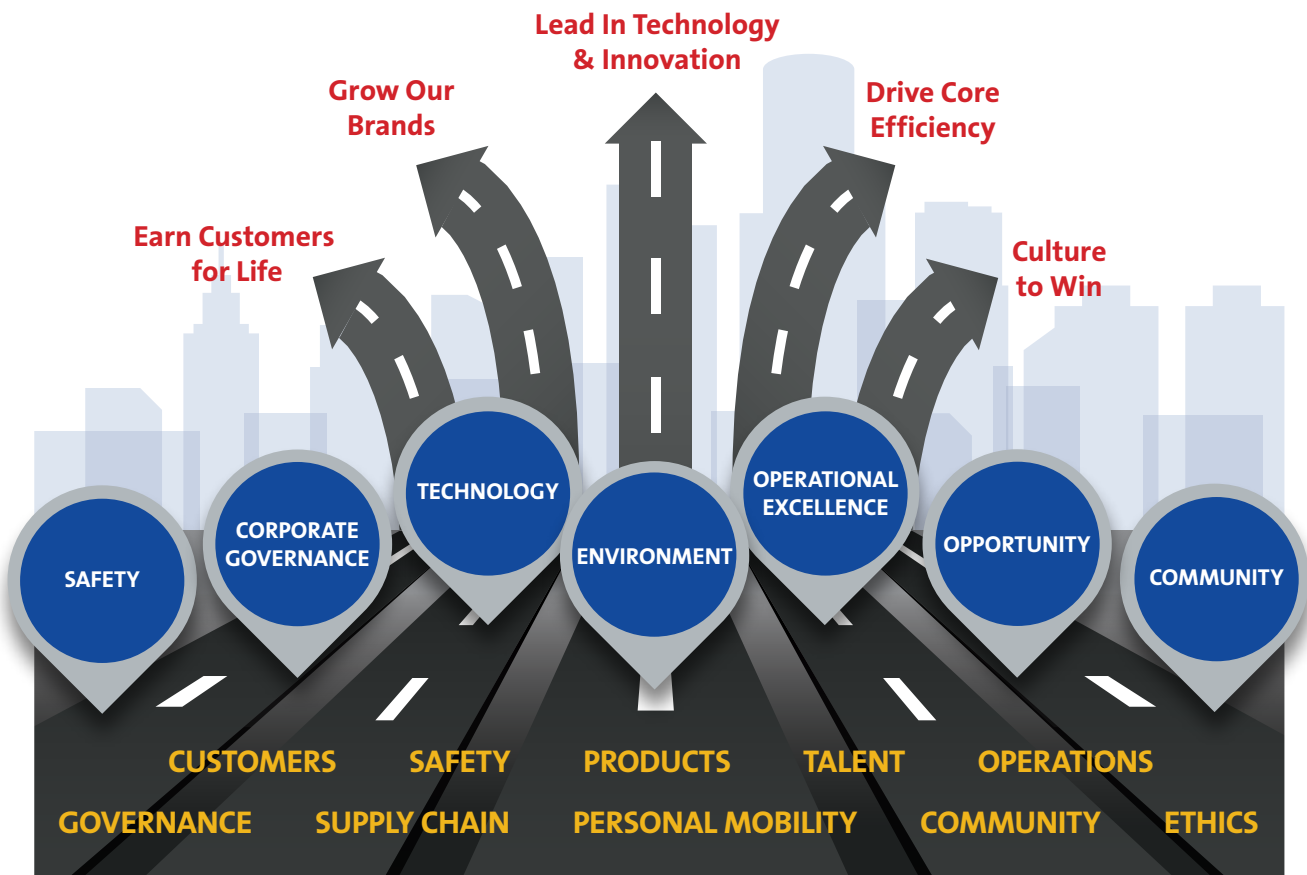 Lead In Technology
& Innovation
Grow Our
Brands
Drive Core
Efficiency
Earn Customers
for Life
Culture
to Win
SAFETY
CORPORATE
GOVERNANCE
TECHNOLOGY
ENVIRONMENT
OPERATIONAL
EXCELLENCE
OPPORTUNITY
COMMUNITY
CUSTOMERS SAFETY PRODUCTS TALENT OPERATIONS
GOVERNANCE SUPPLY CHAIN PERSONAL MOBILITY COMMUNITY ETHICS